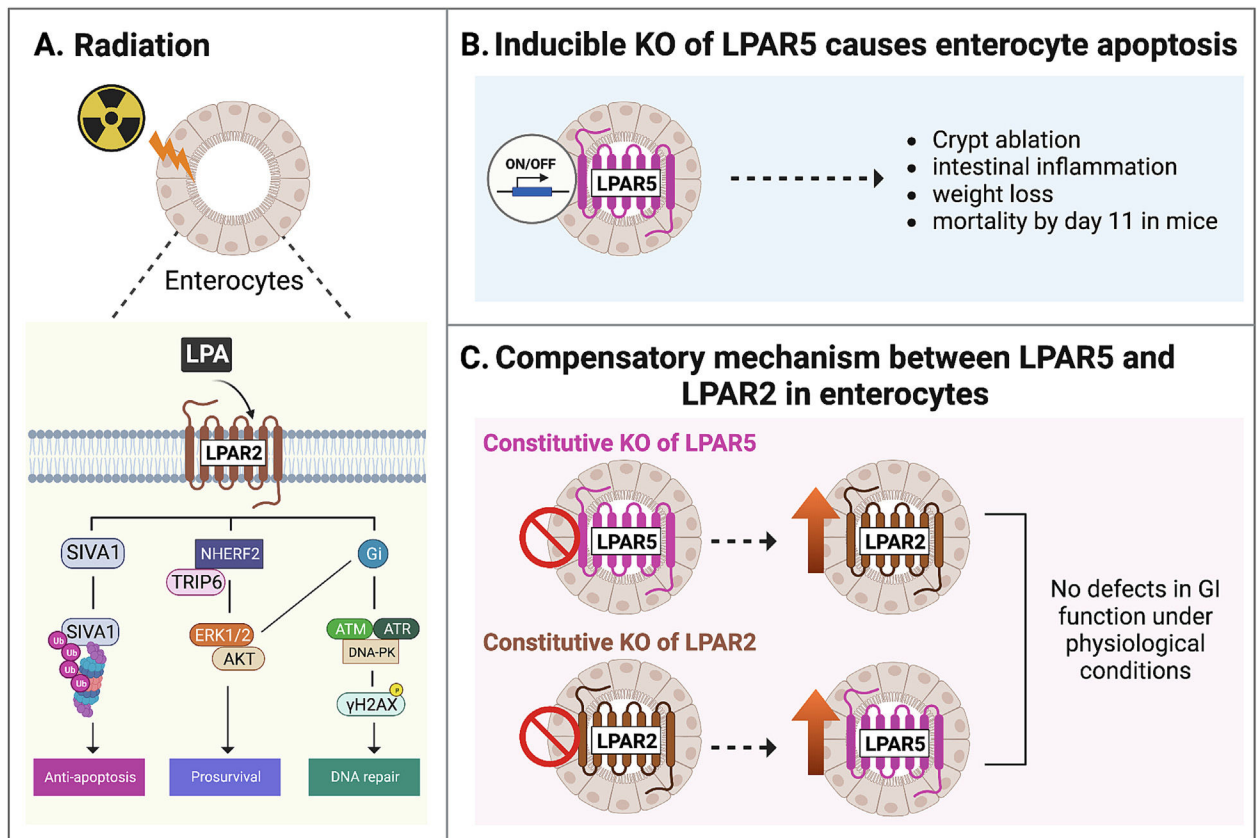 A. Radiation
Enterocytes
LPA
LPAR2
SIVA1
NHERF2
TRIP6
Gi
SIVA1
Ub
Ub
Ub
Ub
ERK1/2
AKT
ATM
ATR
DNA-PK
P
γH2AX
Anti-apoptosis
Prosurvival
DNA repair
B. Inducible KO of LPAR5 causes enterocyte apoptosis
ON/OFF
LPAR5
• Crypt ablation
• intestinal inflammation
• weight loss
• mortality by day 11 in mice
C. Compensatory mechanism between LPAR5 and
LPAR2 in enterocytes
Constitutive KO of LPAR5
LPAR5
LPAR2
Constitutive KO of LPAR2
LPAR2
LPAR5
No defects in GI
function under
physiological
conditions